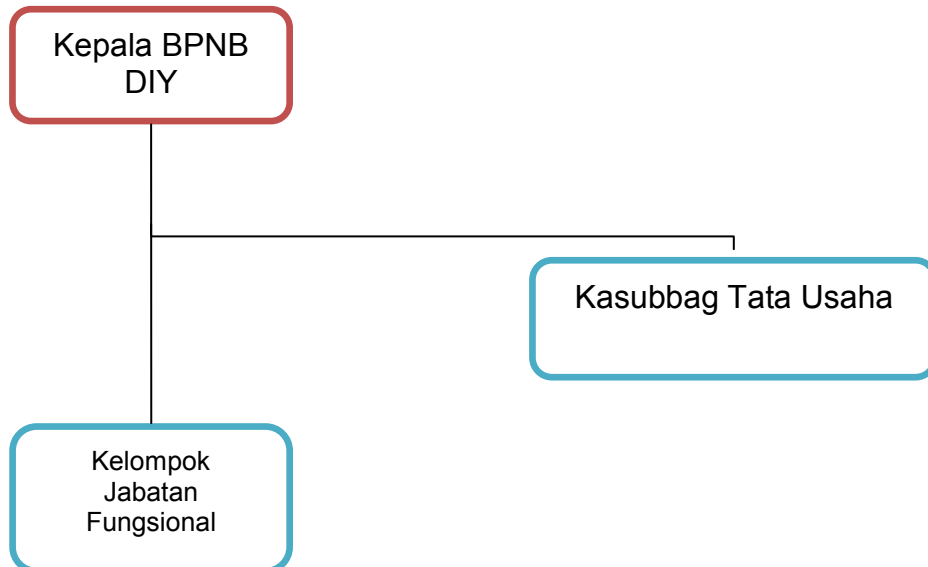 Kepala BPNB
DIY
Kasubbag Tata Usaha
Kelompok
Jabatan
Fungsional